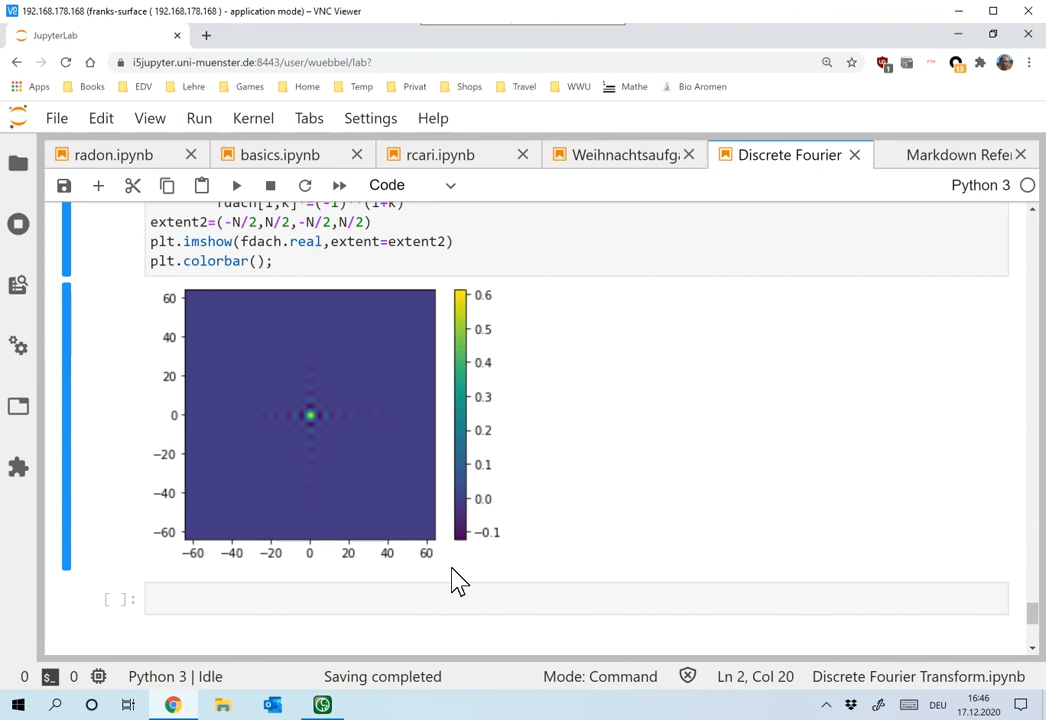 192.168.178.168 (franks-surface ( 192.168.178.168 ) - application mode) – VNC Viewer
JupyterLab
i5jupyter.uni-muenster.de:8443/user/wuebbel/lab?
Apps Books EDV Lehre Games Home Temp Privat Shops Travel WWU Mathe Bio Aromen
File Edit View Run Kernel Tabs Settings Help
radon.ipynb basics.ipynb rcari.ipynb Weihnachtsaufg Discrete Fourier Markdown Refer
Code Python 3
fdach[i,k]*=(-1)**(i+k)
extent2=(-N/2,N/2,-N/2,N/2)
plt.imshow(fdach.real,extent=extent2)
plt.colorbar();
60
40
20
0
−20
−40
−60
−60 −40 −20 0 20 40 60
0.6
0.5
0.4
0.3
0.2
0.1
0.0
−0.1
[ ]:
0 0 Python 3 | Idle Saving completed Mode: Command Ln 2, Col 20 Discrete Fourier Transform.ipynb
DEU 16:46
17.12.2020